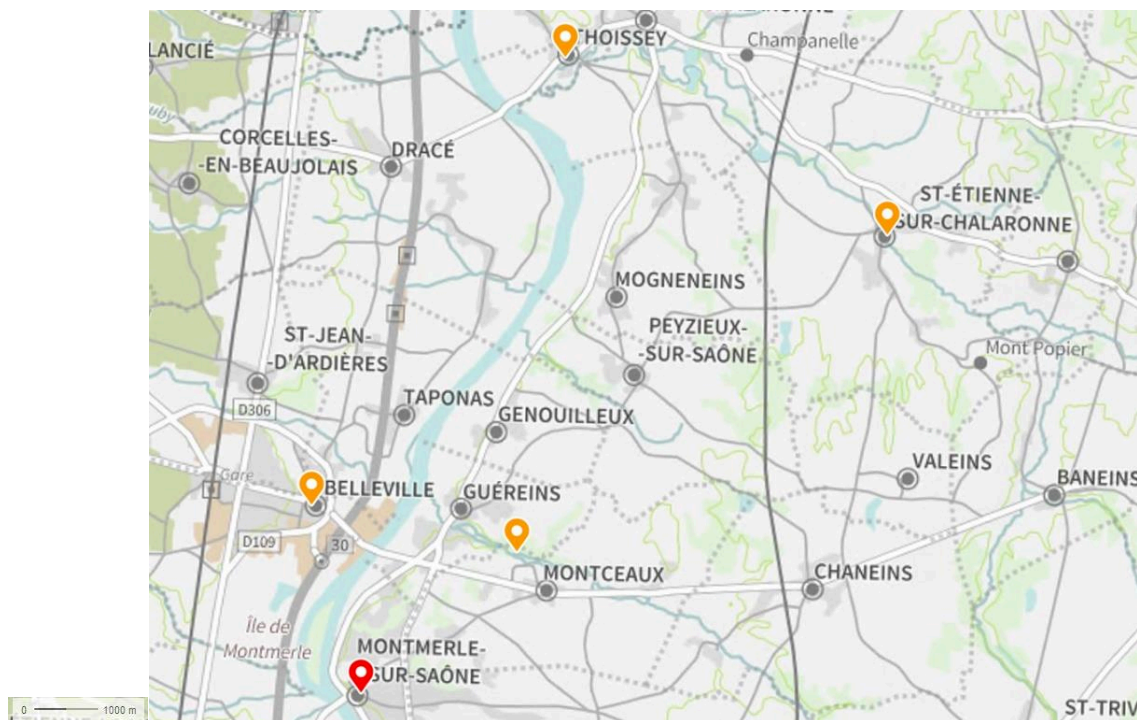 LANCIÉ
THOISSEY
Champanelle
CORCELLES-
-EN-BEAUJOLAIS
DRACÉ
ST-ÉTIENNE-
SUR-CHALARONNE
MOGNENEINS
PEYZIEUX-
-SUR-SAÔNE
ST-JEAN-
-D'ARDIÈRES
Mont Popier
TAPONAS
D306
GENOUILLEUX
Gare
BELLEVILLE
GUÉREINS
VALEINS
BANEINS
D109
30
MONTCEAUX
CHANEINS
Île de
Montmerle
MONTMERLE-
SUR-SAÔNE
ST-TRIV
0 1000 m